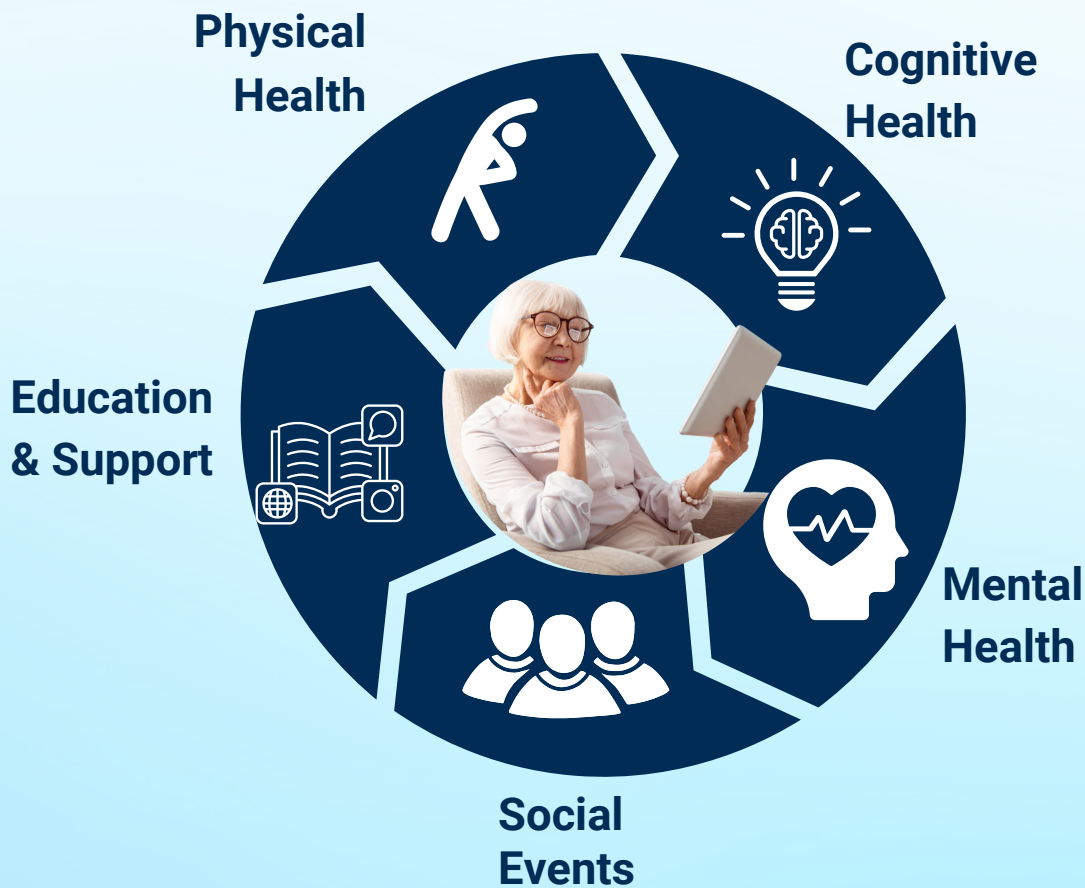 Physical
Health
Cognitive
Health
Education
& Support
Mental
Health
Social
Events